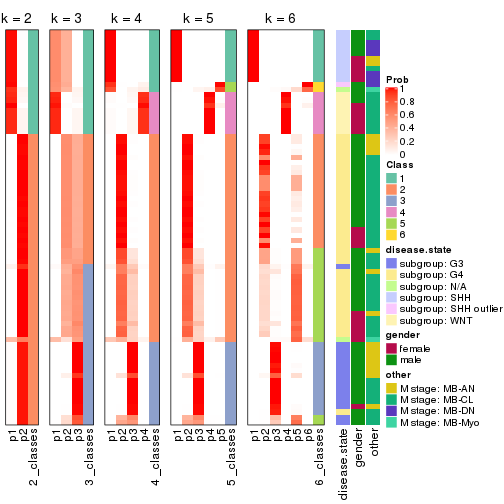 k = 2 k = 3 k = 4 k = 5 k = 6
Prob
1
0.8
0.6
0.4
0.2
0
Class
1
2
3
4
5
6
disease.state
subgroup: G3
subgroup: G4
subgroup: N/A
subgroup: SHH
subgroup: SHH outlier
subgroup: WNT
gender
female
male
other
M stage: MB-AN
M stage: MB-CL
M stage: MB-DN
M stage: MB-Myo
p1 p2 2_classes p1 p2 p3 3_classes p1 p2 p3 p4 4_classes p1 p2 p3 p4 p5 5_classes p1 p2 p3 p4 p5 p6 6_classes disease.state gender other